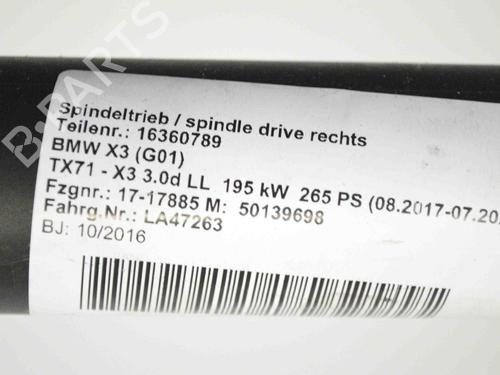 Spindeltrieb / spindle drive rechts
Teilenr.: 16360789
BMW X3 (G01)
TX71 - X3 3.0d LL 195 kW 265 PS (08.2017-07.20
Fzgnr.: 17-17885 M: 50139698
Fahrg.Nr.: LA47263
BJ: 10/2016
B-PARTS